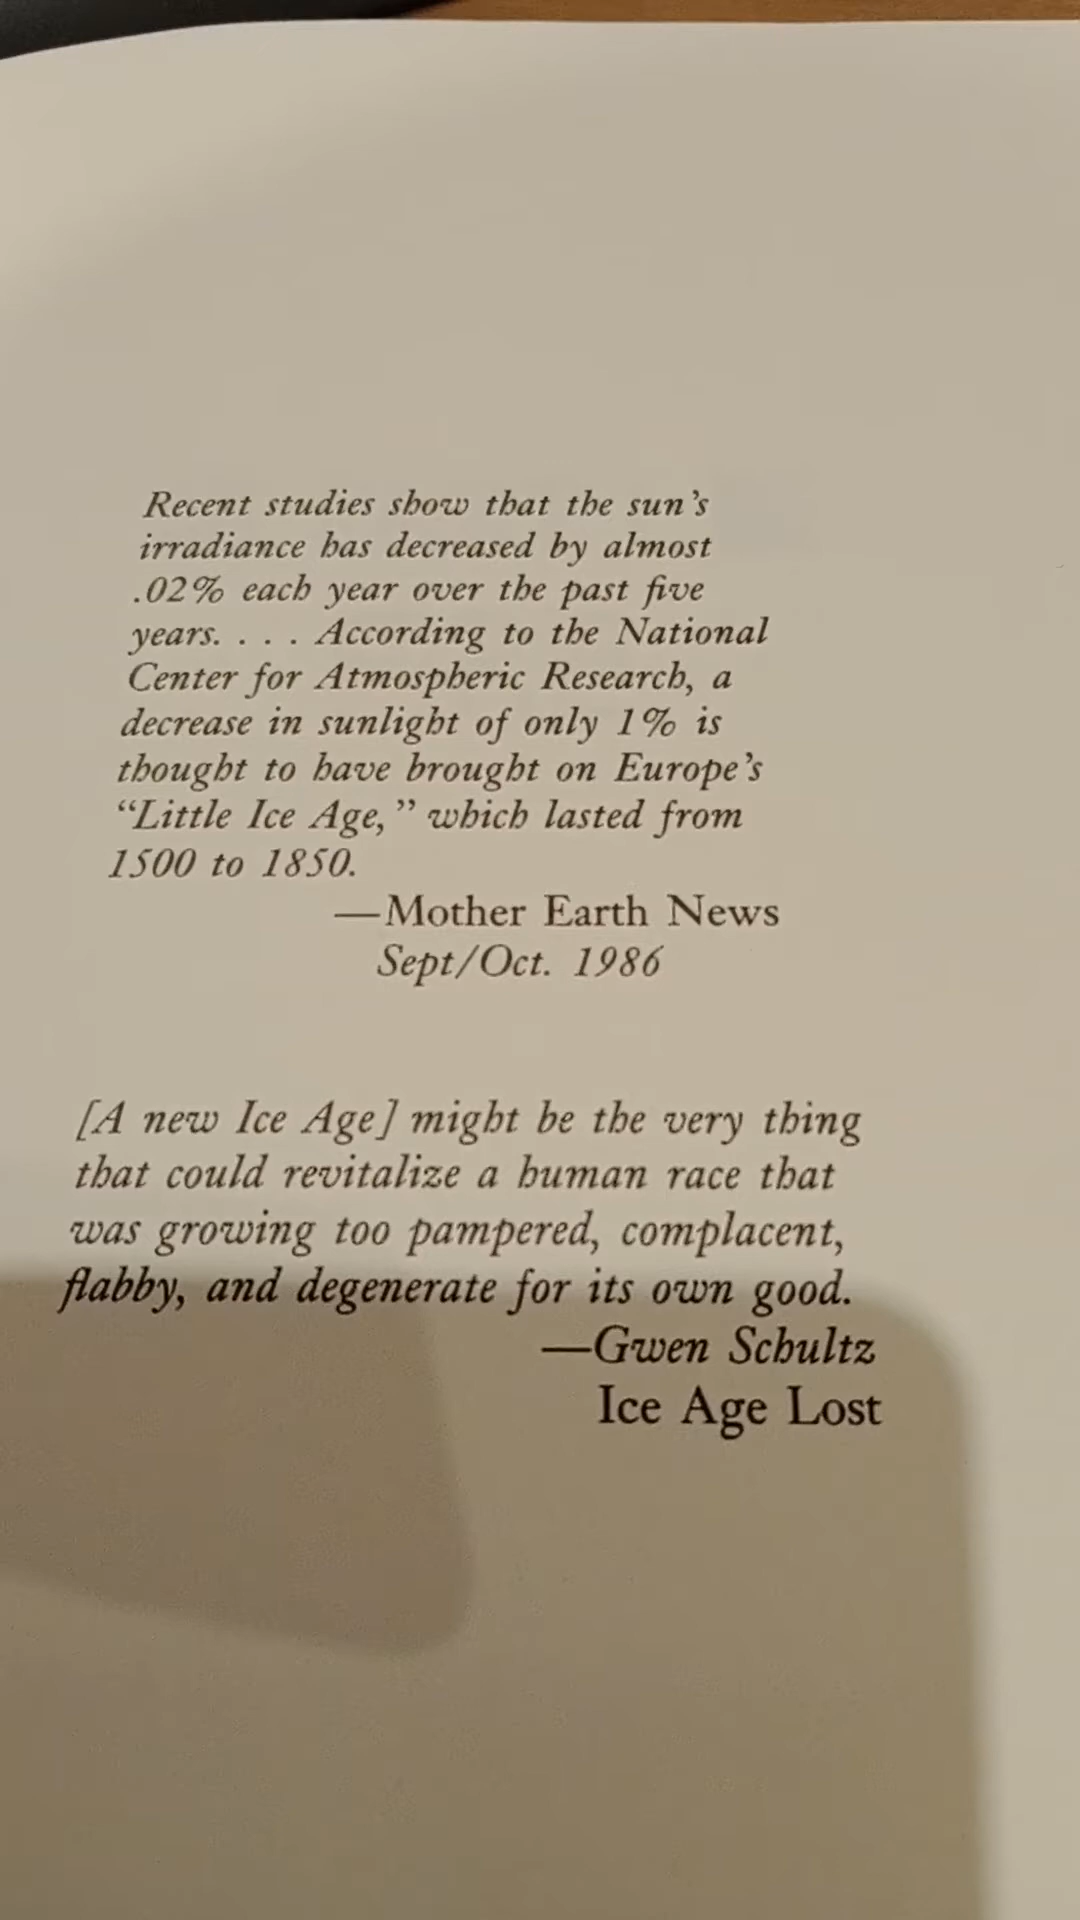 Recent studies show that the sun's
irradiance has decreased by almost
.02% each year over the past five
years. . . . According to the National
Center for Atmospheric Research, a
decrease in sunlight of only 1% is
thought to have brought on Europe's
“Little Ice Age,” which lasted from
1500 to 1850.
—Mother Earth News
Sept/Oct. 1986
[A new Ice Age] might be the very thing
that could revitalize a human race that
was growing too pampered, complacent,
flabby, and degenerate for its own good.
—Gwen Schultz
Ice Age Lost